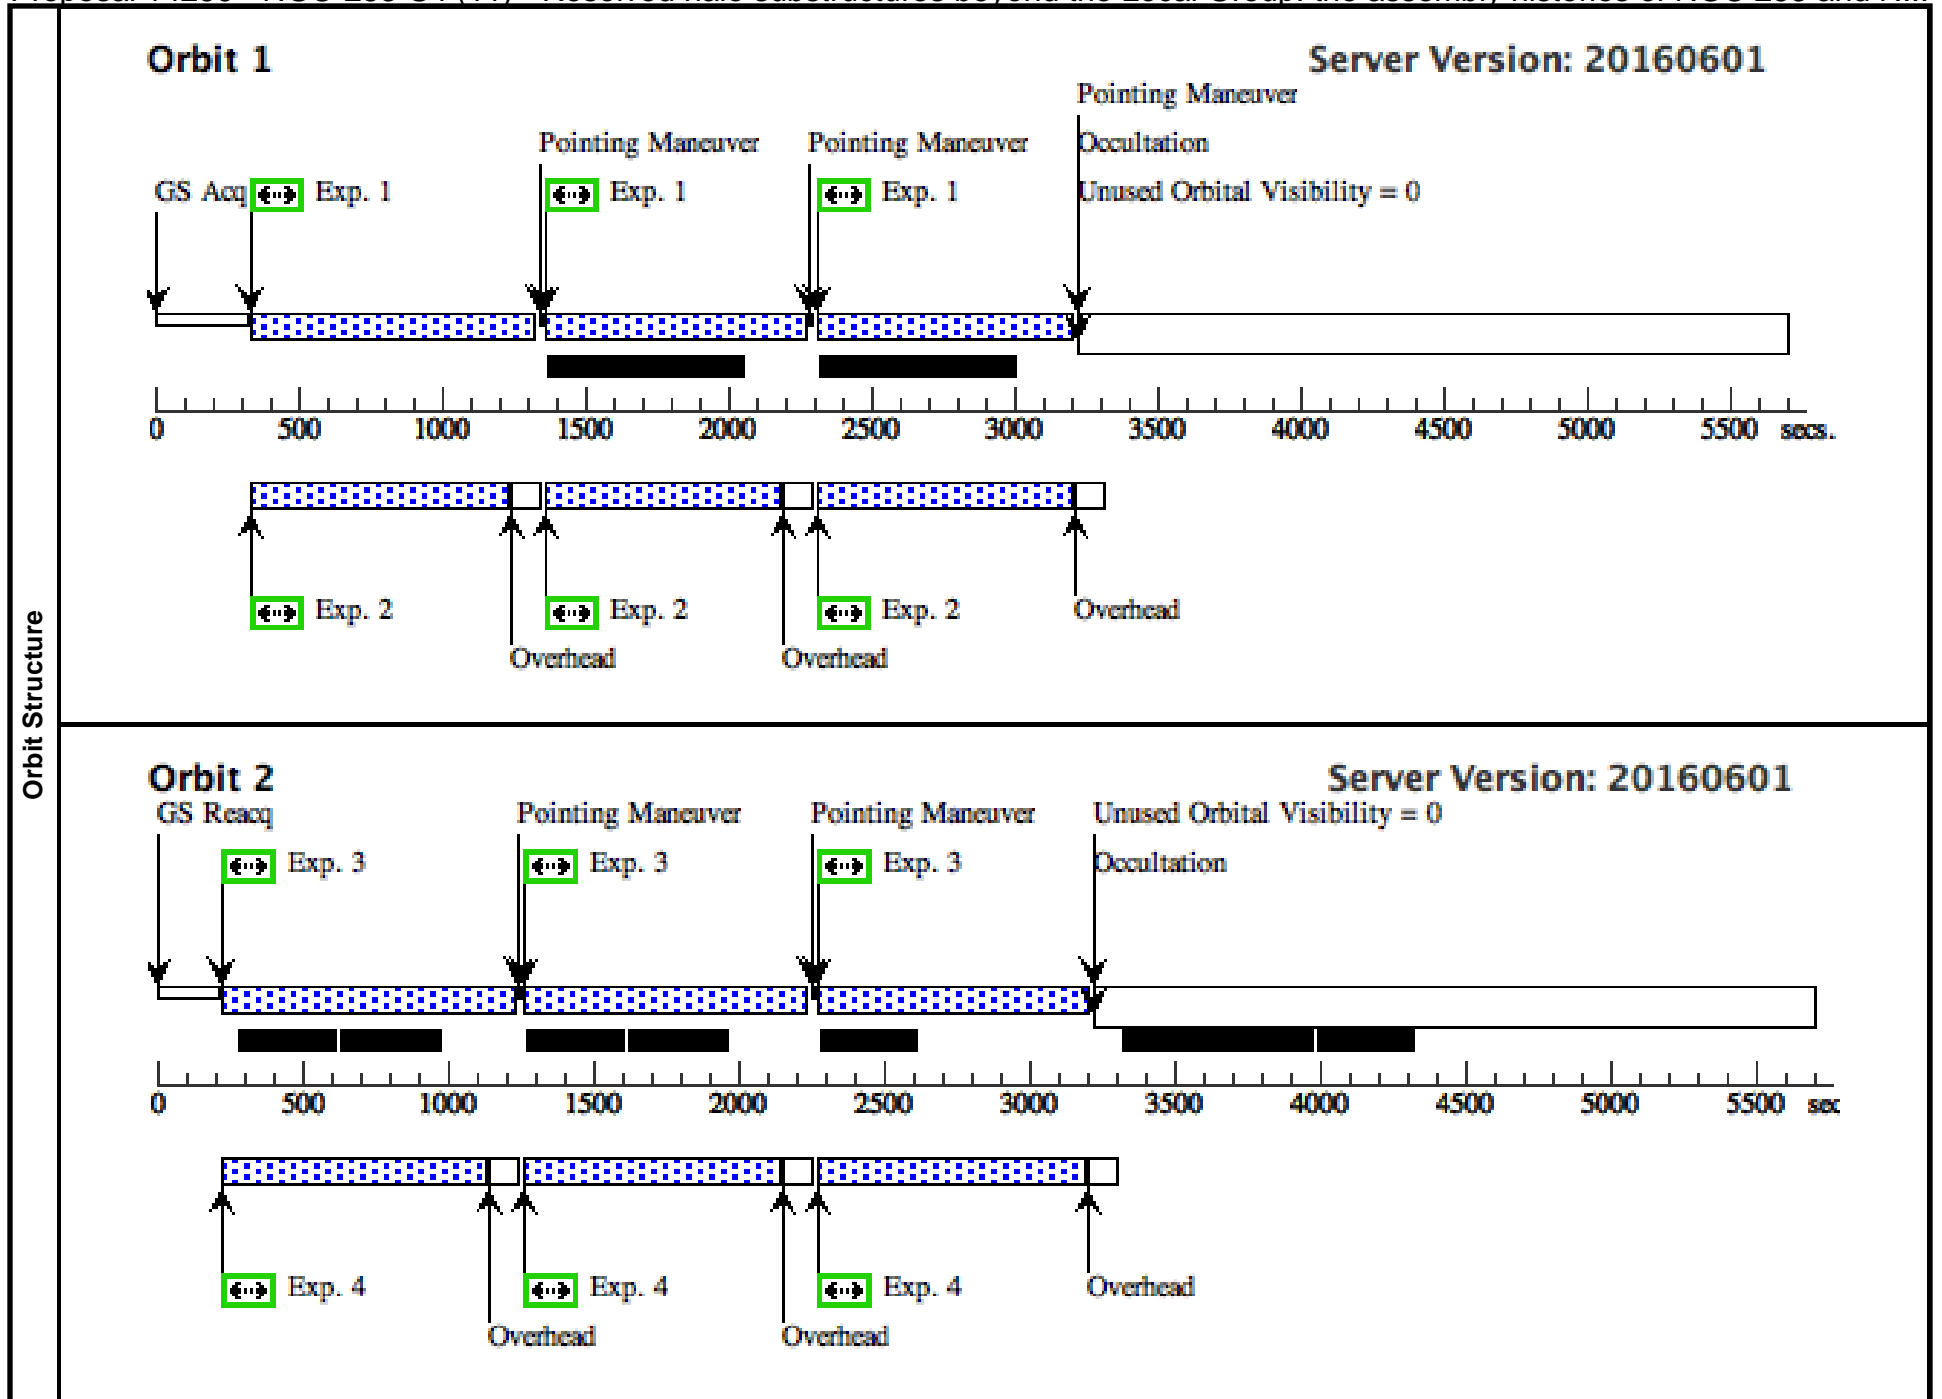 Orbit Structure
Orbit 1
Server Version: 20160601
Pointing Maneuver
Pointing Maneuver
Pointing Maneuver
Occultation
GS Acq
Exp. 1
Exp. 1
Exp. 1
Unused Orbital Visibility = 0
0 500 1000 1500 2000 2500 3000 3500 4000 4500 5000 5500 secs.
Exp. 2
Exp. 2
Exp. 2
Overhead
Overhead
Overhead
Orbit 2
Server Version: 20160601
GS Reacq
Pointing Maneuver
Pointing Maneuver
Unused Orbital Visibility = 0
Exp. 3
Exp. 3
Exp. 3
Occultation
0 500 1000 1500 2000 2500 3000 3500 4000 4500 5000 5500 sec
Exp. 4
Exp. 4
Exp. 4
Overhead
Overhead
Overhead